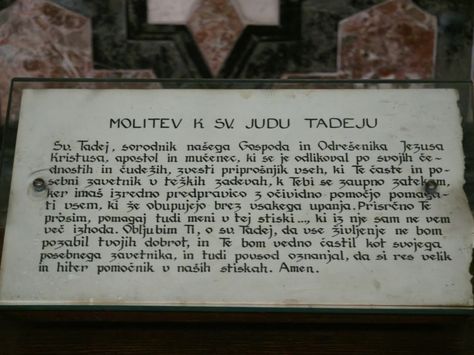 MOLITEV K SV. JUDU TADEJU
Sv. Tadej, sorodnik našega Gospoda in Odrešenika Jezusa
Kristusa, apostol in mučenec, ki se je odlikoval po svojih če-
dnostih in čudežih, zvesti priprošnjik vseh, ki Te časte in po-
sebni zavetnik v težkih zadevah, k Tebi se zaupno zatekam,
ker imaš izredno predpravico z očividno pomočjo pomaga-
ti vsem, ki že obupujejo brez vsakega upanja. Prisrčno Te
prosim, pomagaj tudi meni v tej stiski ..., ki iz nje sam ne vem
več izhoda. Obljubim Ti, o sv. Tadej, da vse življenje ne bom
pozabil tvojih dobrot, in Te bom vedno častil kot svojega
posebnega zavetnika, in tudi povsod oznanjal, da si res velik
in hiter pomočnik v naših stiskah. Amen.